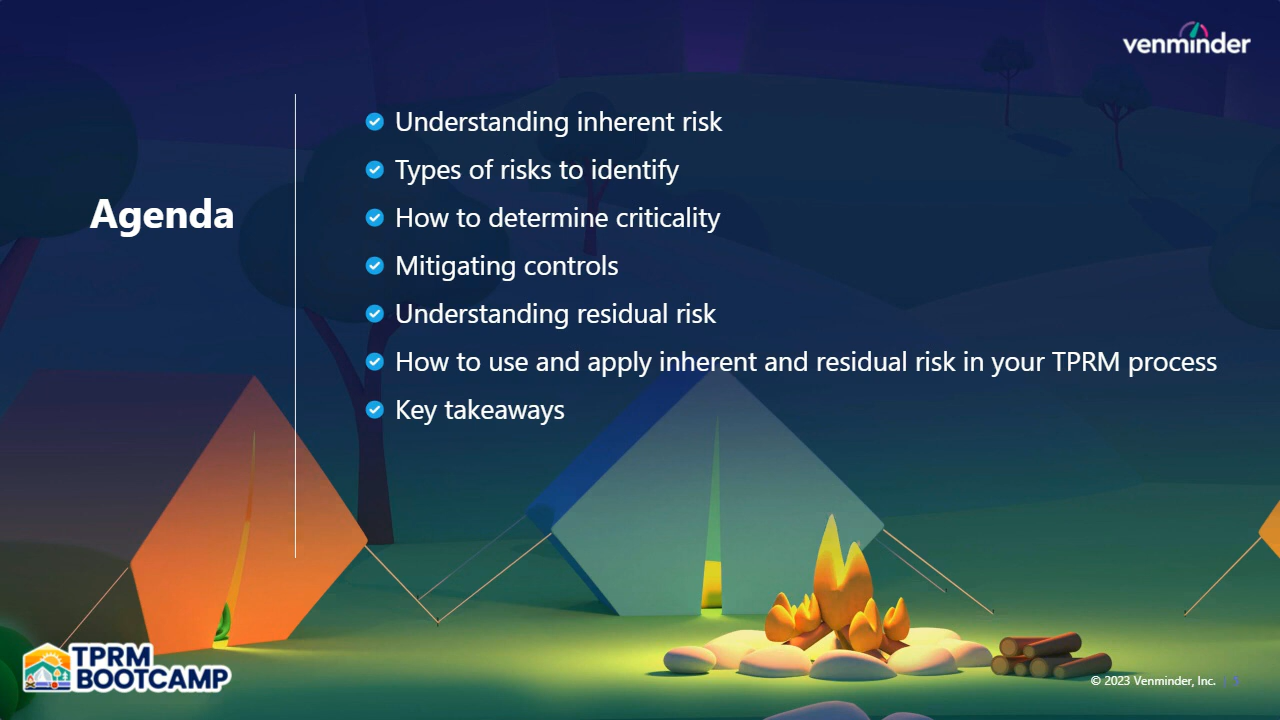 venminder
Agenda
Understanding inherent risk
Types of risks to identify
How to determine criticality
Mitigating controls
Understanding residual risk
How to use and apply inherent and residual risk in your TPRM process
Key takeaways
TPRM
BOOTCAMP
© 2023 Venminder, Inc.